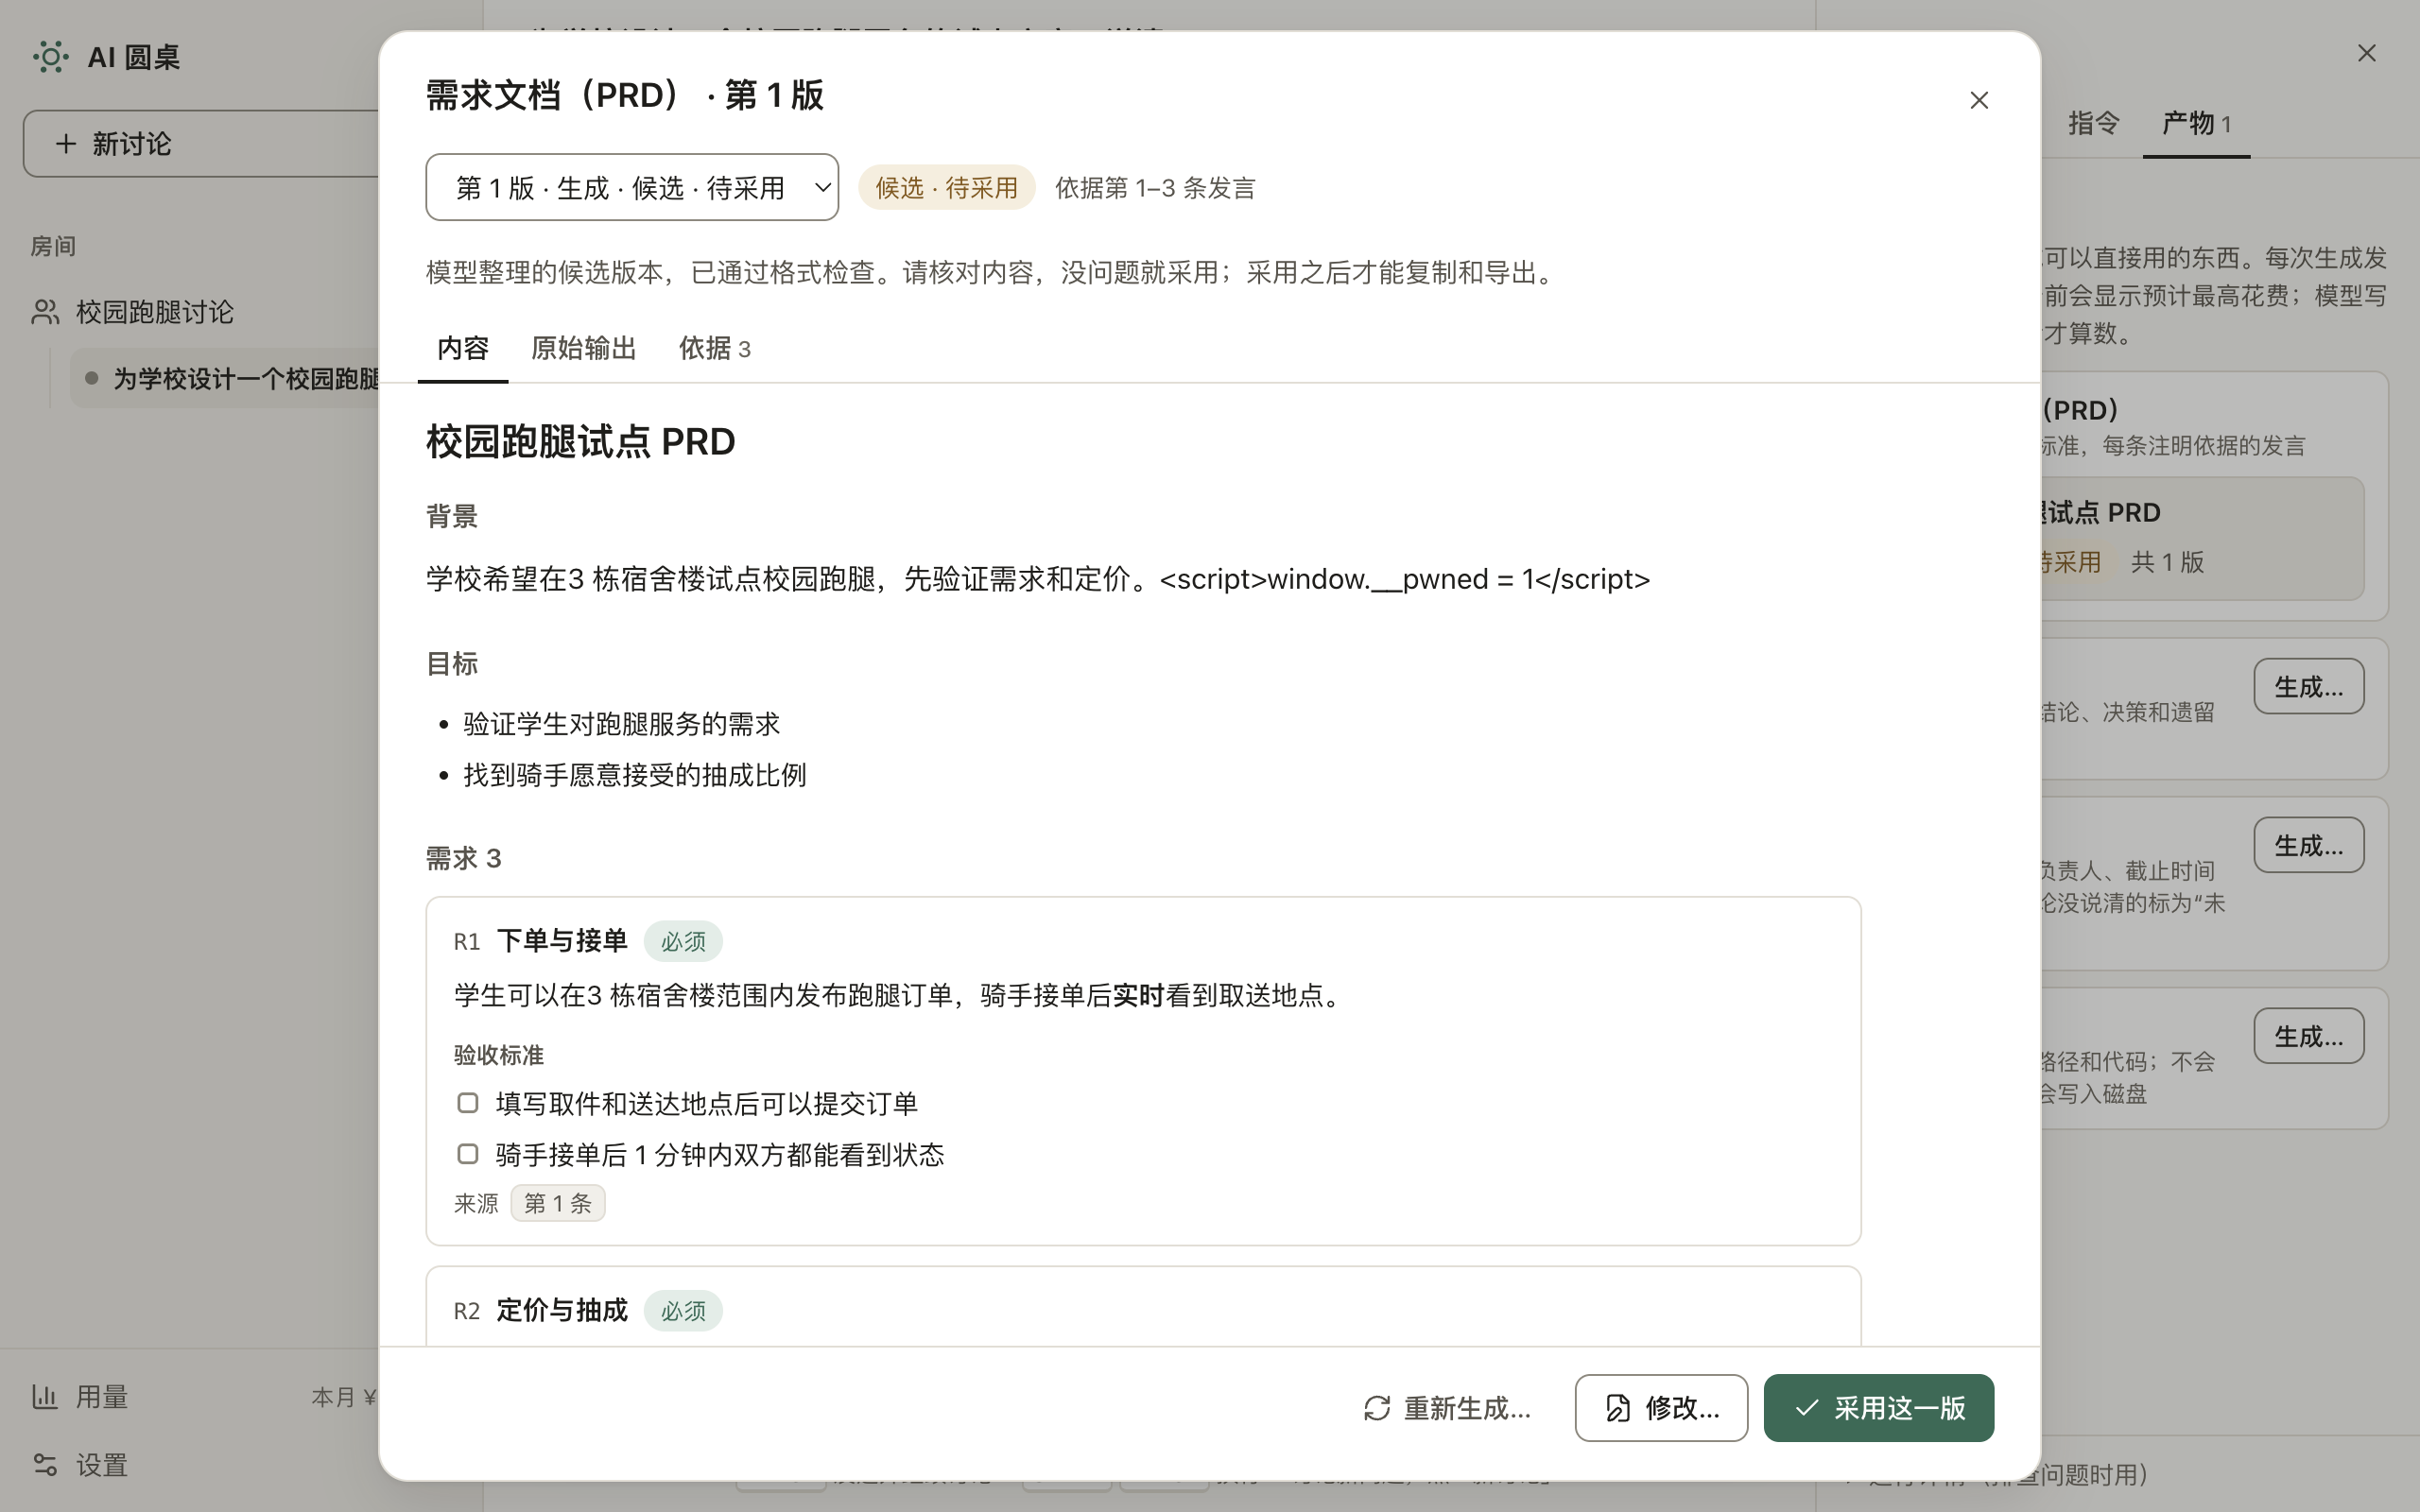 AI 圆桌
新讨论
房间
校园跑腿讨论
为学校设计一个校园跑腿
用量
本月 ¥
设置
需求文档（PRD） · 第 1 版
第 1 版 · 生成 · 候选 · 待采用
候选 · 待采用
依据第 1–3 条发言
模型整理的候选版本，已通过格式检查。请核对内容，没问题就采用；采用之后才能复制和导出。
内容
原始输出
依据 3
校园跑腿试点 PRD
背景
学校希望在3 栋宿舍楼试点校园跑腿，先验证需求和定价。<script>window.__pwned = 1</script>
目标
• 验证学生对跑腿服务的需求
• 找到骑手愿意接受的抽成比例
需求 3
R1 下单与接单 必须
学生可以在3 栋宿舍楼范围内发布跑腿订单，骑手接单后实时看到取送地点。
验收标准
填写取件和送达地点后可以提交订单
骑手接单后 1 分钟内双方都能看到状态
来源 第 1 条
R2 定价与抽成 必须
重新生成...
修改...
采用这一版
指令
产物 1
可以直接用的东西。每次生成发
前会显示预计最高花费；模型写
才算数。
（PRD）
标准，每条注明依据的发言
试点 PRD
待采用
共 1 版
结论、决策和遗留
生成...
负责人、截止时间
论没说清的标为“未
生成...
路径和代码；不会
会写入磁盘
生成...
问题时用）